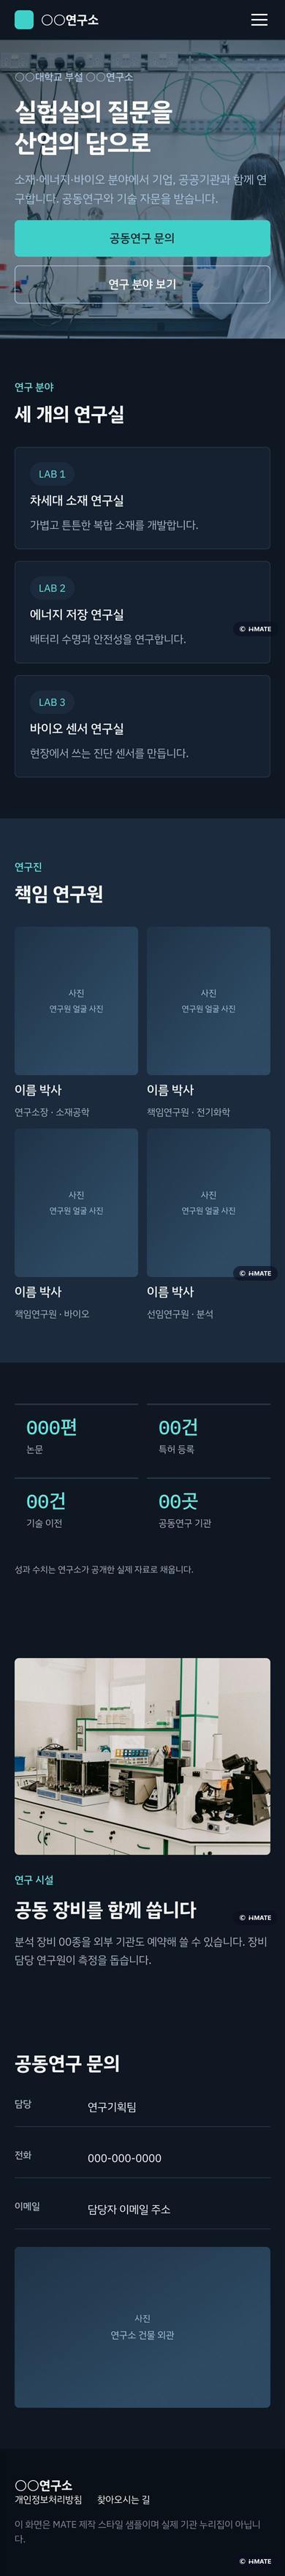 ○○연구소
○○대학교 부설 ○○연구소
실험실의 질문을
산업의 답으로
소재·에너지·바이오 분야에서 기업, 공공기관과 함께 연
구합니다. 공동연구와 기술 자문을 받습니다.
공동연구 문의
연구 분야 보기
연구 분야
세 개의 연구실
LAB 1
차세대 소재 연구실
가볍고 튼튼한 복합 소재를 개발합니다.
LAB 2
에너지 저장 연구실
배터리 수명과 안전성을 연구합니다.
© MATE
LAB 3
바이오 센서 연구실
현장에서 쓰는 진단 센서를 만듭니다.
연구진
책임 연구원
사진
연구원 얼굴 사진
사진
연구원 얼굴 사진
이름 박사
연구소장 · 소재공학
이름 박사
책임연구원 · 전기화학
사진
연구원 얼굴 사진
사진
연구원 얼굴 사진
© MATE
이름 박사
책임연구원 · 바이오
이름 박사
선임연구원 · 분석
000편
논문
00건
특허 등록
00건
기술 이전
00곳
공동연구 기관
성과 수치는 연구소가 공개한 실제 자료로 채웁니다.
연구 시설
공동 장비를 함께 씁니다
© MATE
분석 장비 00종을 외부 기관도 예약해 쓸 수 있습니다. 장비
담당 연구원이 측정을 돕습니다.
공동연구 문의
담당 연구기획팀
전화 000-000-0000
이메일 담당자 이메일 주소
사진
연구소 건물 외관
○○연구소
개인정보처리방침 찾아오시는 길
이 화면은 MATE 제작 스타일 샘플이며 실제 기관 누리집이 아닙니
다.
© MATE